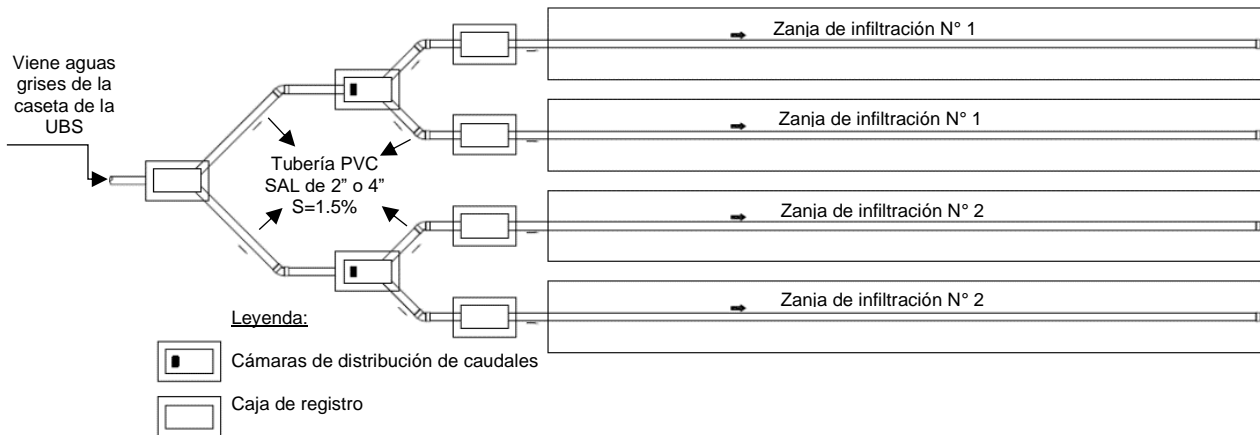 Viene aguas
grises de la
caseta de la
UBS
Zanja de infiltración N° 1
Zanja de infiltración N° 1
Tubería PVC
SAL de 2” o 4”
S=1.5%
Zanja de infiltración N° 2
Zanja de infiltración N° 2
Leyenda:
Cámaras de distribución de caudales
Caja de registro